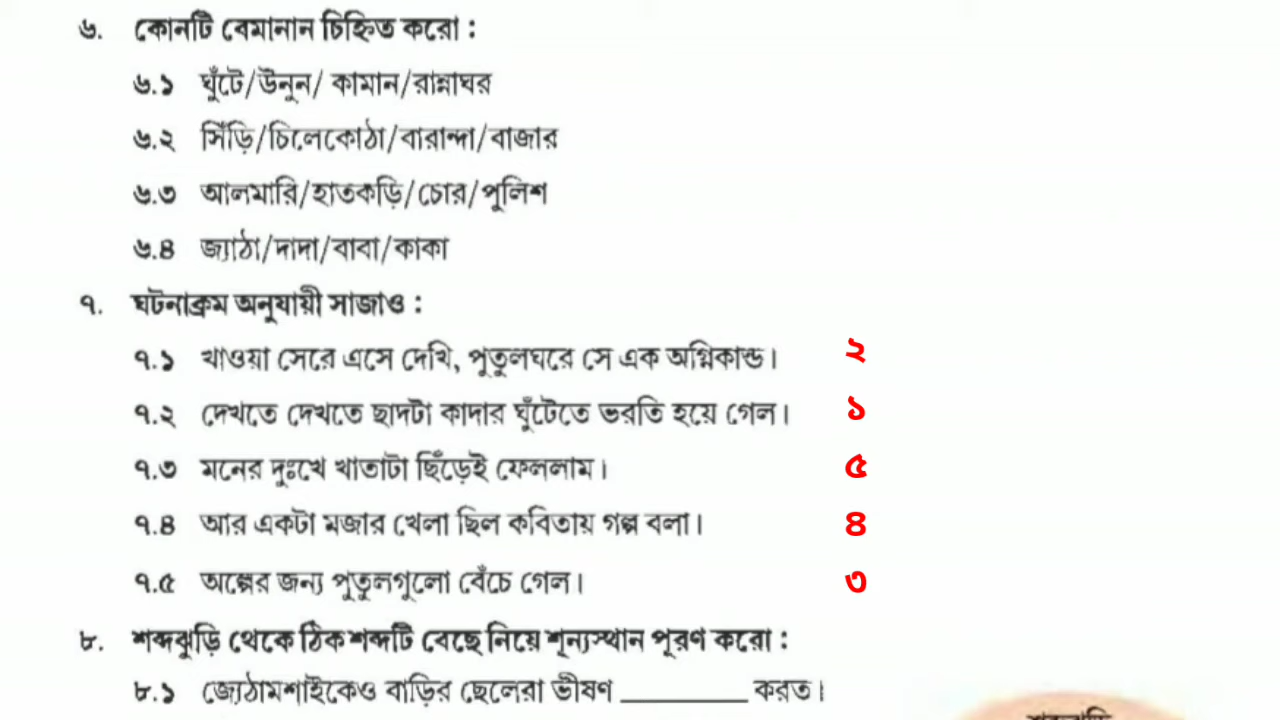 ৬. কোনটি বেমানান চিহ্নিত করো :
৬.১ ঘুঁটে/উনুন/ কামান/রান্নাঘর
৬.২ সিঁড়ি/চিলেকোঠা/বারান্দা/বাজার
৬.৩ আলমারি/হাতকড়ি/চোর/পুলিশ
৬.৪ জ্যাঠা/দাদা/বাবা/কাকা
৭. ঘটনাক্রম অনুযায়ী সাজাও :
৭.১ খাওয়া সেরে এসে দেখি, পুতুলঘরে সে এক অগ্নিকান্ড। ২
৭.২ দেখতে দেখতে ছাদটা কাদার ঘুঁটেতে ভরতি হয়ে গেল। ১
৭.৩ মনের দুঃখে খাতাটা ছিঁড়েই ফেললাম। ৫
৭.৪ আর একটা মজার খেলা ছিল কবিতায় গল্প বলা। ৪
৭.৫ অল্পের জন্য পুতুলগুলো বেঁচে গেল। ৩
৮. শব্দঝুড়ি থেকে ঠিক শব্দটি বেছে নিয়ে শূন্যস্থান পূরণ করো :
৮.১ জ্যেঠামশাইকেও বাড়ির ছেলেরা ভীষণ ________ করত।